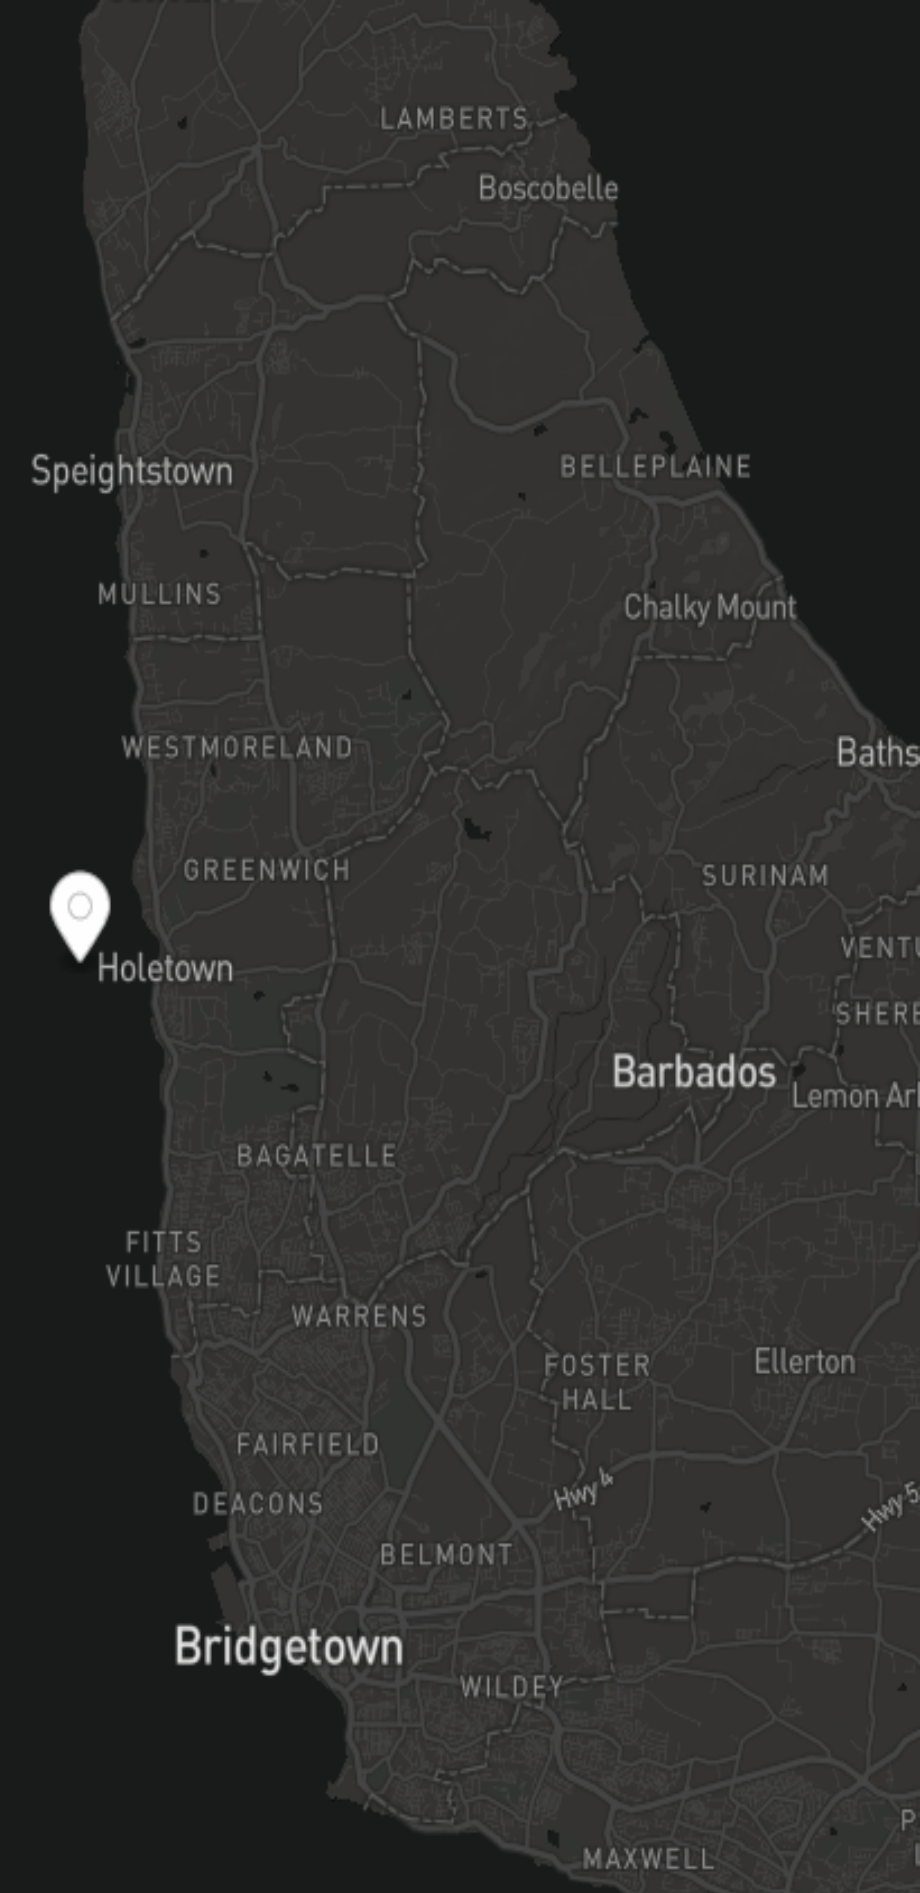 LAMBERTS
Boscobelle
BELLEPLAINE
Speightstown
MULLINS
Chalky Mount
WESTMORELAND
Baths
GREENWICH
SURINAM
Holetown
Barbados
BAGATELLE
FITTS
VILLAGE
WARRENS
FOSTER
HALL
Ellerton
FAIRFIELD
Hwy 4
DEACONS
Hwy 5
BELMONT
Bridgetown
WILDEY
MAXWELL